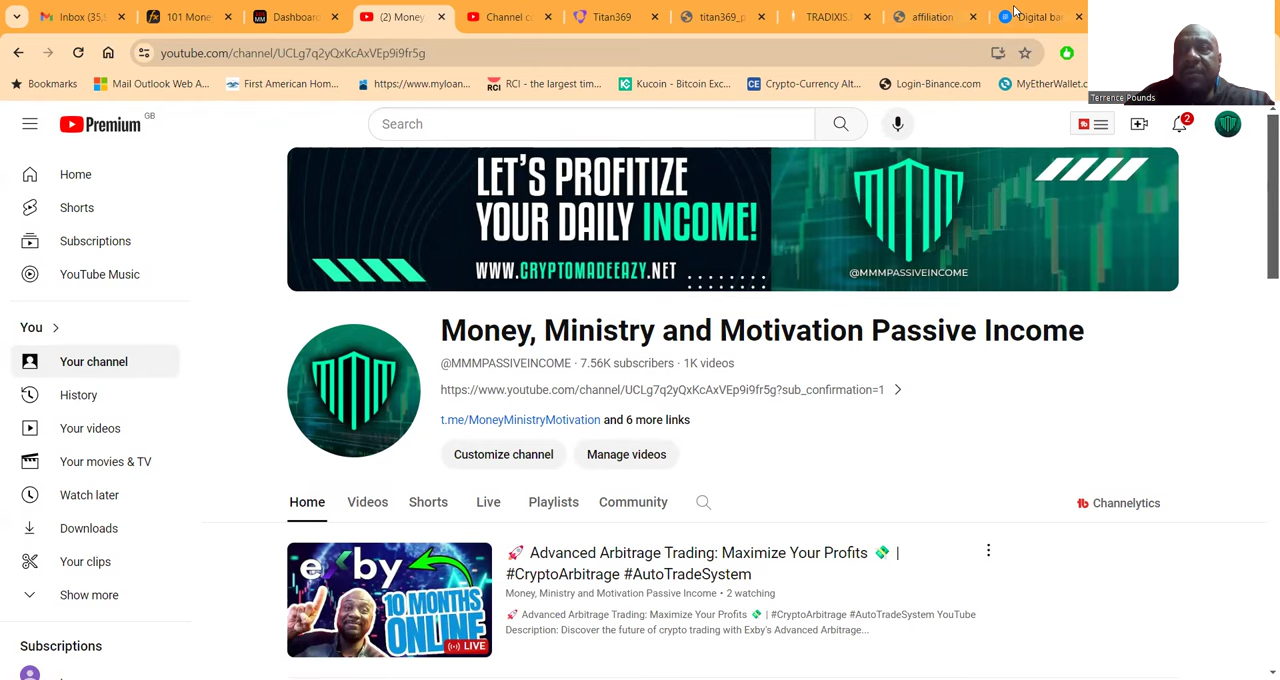 Inbox (35,5
101 Mone
Dashboard
(2) Money
Channel c
Titan369
titan369_p
TRADIXIS.
affiliation
Digital ba
youtube.com/channel/UCLg7q2yQxKcAxVEp9i9fr5g
Bookmarks
Mail Outlook Web A...
First American Hom...
https://www.myloan...
RCI - the largest tim...
Kucoin - Bitcoin Exc...
Crypto-Currency Alt...
Login-Binance.com
MyEtherWallet.c
Terrence Pounds
Premium GB
Search
2
Home
Shorts
Subscriptions
YouTube Music
You
Your channel
History
Your videos
Your movies & TV
Watch later
Downloads
Your clips
Show more
Subscriptions
LET'S PROFITIZE
YOUR DAILY INCOME!
WWW.CRYPTOMADEEAZY.NET
@MMMPASSIVEINCOME
Money, Ministry and Motivation Passive Income
@MMMPASSIVEINCOME · 7.56K subscribers · 1K videos
https://www.youtube.com/channel/UCLg7q2yQxKcAxVEp9i9fr5g?sub_confirmation=1
t.me/MoneyMinistryMotivation and 6 more links
Customize channel
Manage videos
Home
Videos
Shorts
Live
Playlists
Community
Channelytics
exby
10 MONTHS
ONLINE
LIVE
🚀 Advanced Arbitrage Trading: Maximize Your Profits 💸 |
#CryptoArbitrage #AutoTradeSystem
Money, Ministry and Motivation Passive Income · 2 watching
🚀 Advanced Arbitrage Trading: Maximize Your Profits 💸 | #CryptoArbitrage #AutoTradeSystem YouTube
Description: Discover the future of crypto trading with Exby's Advanced Arbitrage...